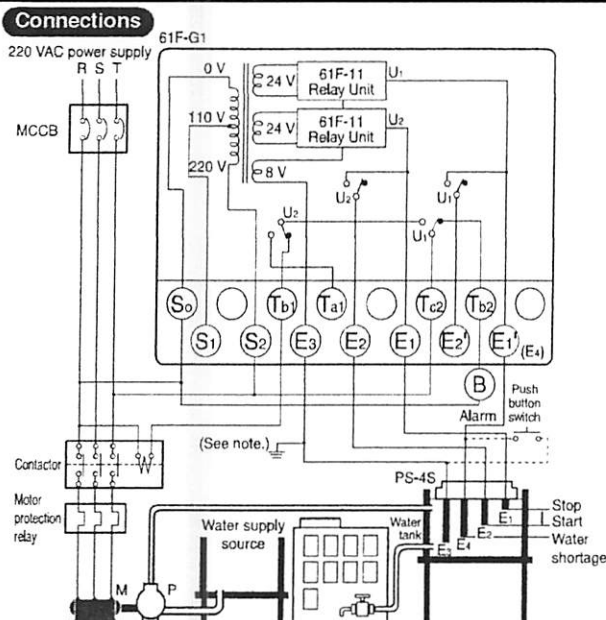 Connections
61F-G1
220 VAC power supply
R S T
MCCB
0 V
110 V
220 V
24 V
61F-11
Relay Unit
U1
24 V
61F-11
Relay Unit
U2
8 V
U2
U1
U2
U1
S0
Tb1
Ta1
Tc2
Tb2
S1
S2
E3
E2
E1
E2'
E1'
(E4)
B
Alarm
Push
button
switch
(See note.)
Contactor
PS-4S
Motor
protection
relay
Water supply
source
Water
tank
E3
E4
E2
E1
Stop
Start
Water
shortage
M
P